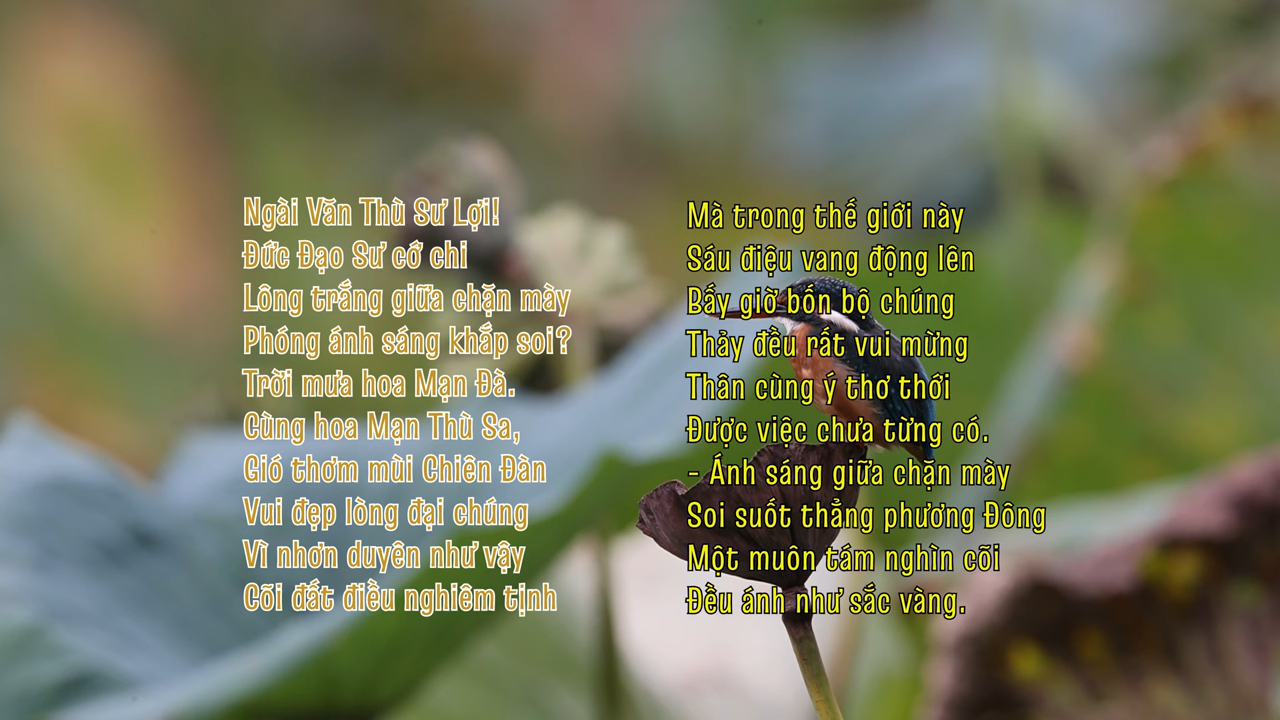 Ngài Văn Thù Sư Lợi!
Đức Đạo Sư cớ chi
Lông trắng giữa chặn mày
Phóng ánh sáng khắp soi?
Trời mưa hoa Mạn Đà.
Cùng hoa Mạn Thù Sa,
Gió thơm mùi Chiên Đàn
Vui đẹp lòng đại chúng
Vì nhơn duyên như vậy
Cõi đất điều nghiêm tịnh
Mà trong thế giới này
Sáu điệu vang động lên
Bấy giờ bốn bộ chúng
Thảy đều rất vui mừng
Thân cùng ý thơ thới
Được việc chưa từng có.
- Ánh sáng giữa chặn mày
Soi suốt thẳng phương Đông
Một muôn tám nghìn cõi
Đều ánh như sắc vàng.